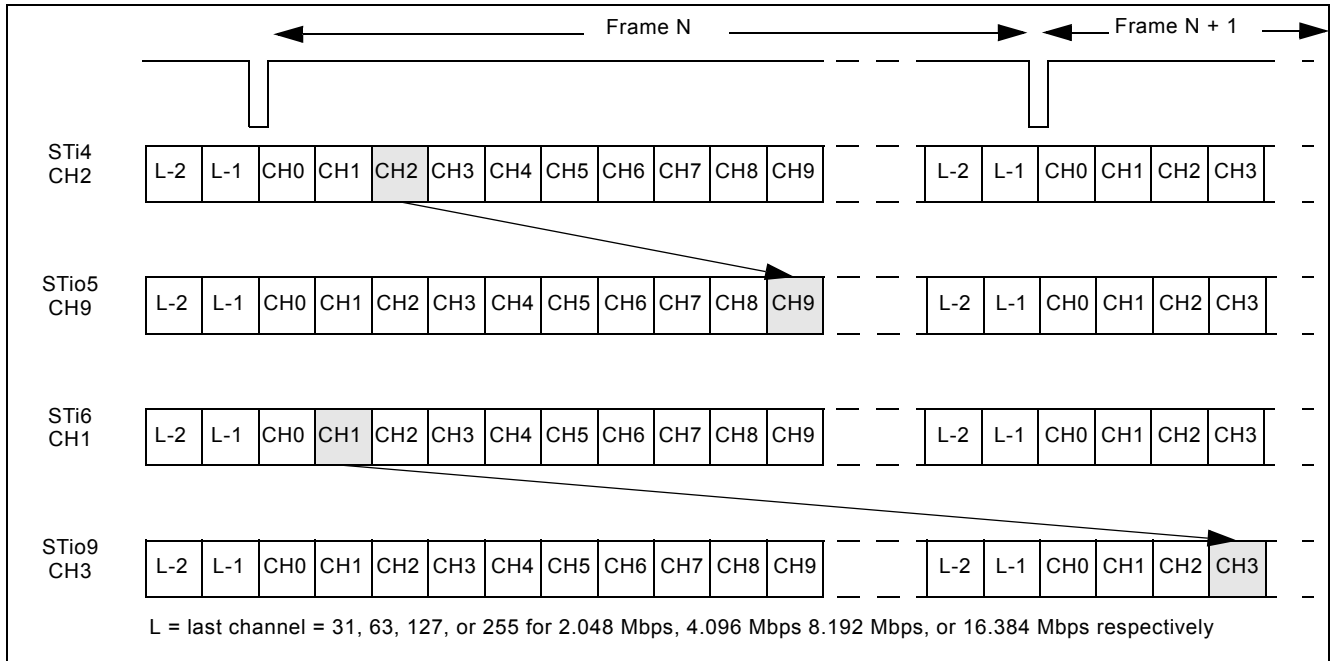 Frame N
Frame N + 1
STi4
CH2
L-2 L-1 CH0 CH1 CH2 CH3 CH4 CH5 CH6 CH7 CH8 CH9 L-2 L-1 CH0 CH1 CH2 CH3
STio5
CH9
L-2 L-1 CH0 CH1 CH2 CH3 CH4 CH5 CH6 CH7 CH8 CH9 L-2 L-1 CH0 CH1 CH2 CH3
STi6
CH1
L-2 L-1 CH0 CH1 CH2 CH3 CH4 CH5 CH6 CH7 CH8 CH9 L-2 L-1 CH0 CH1 CH2 CH3
STio9
CH3
L-2 L-1 CH0 CH1 CH2 CH3 CH4 CH5 CH6 CH7 CH8 CH9 L-2 L-1 CH0 CH1 CH2 CH3
L = last channel = 31, 63, 127, or 255 for 2.048 Mbps, 4.096 Mbps 8.192 Mbps, or 16.384 Mbps respectively